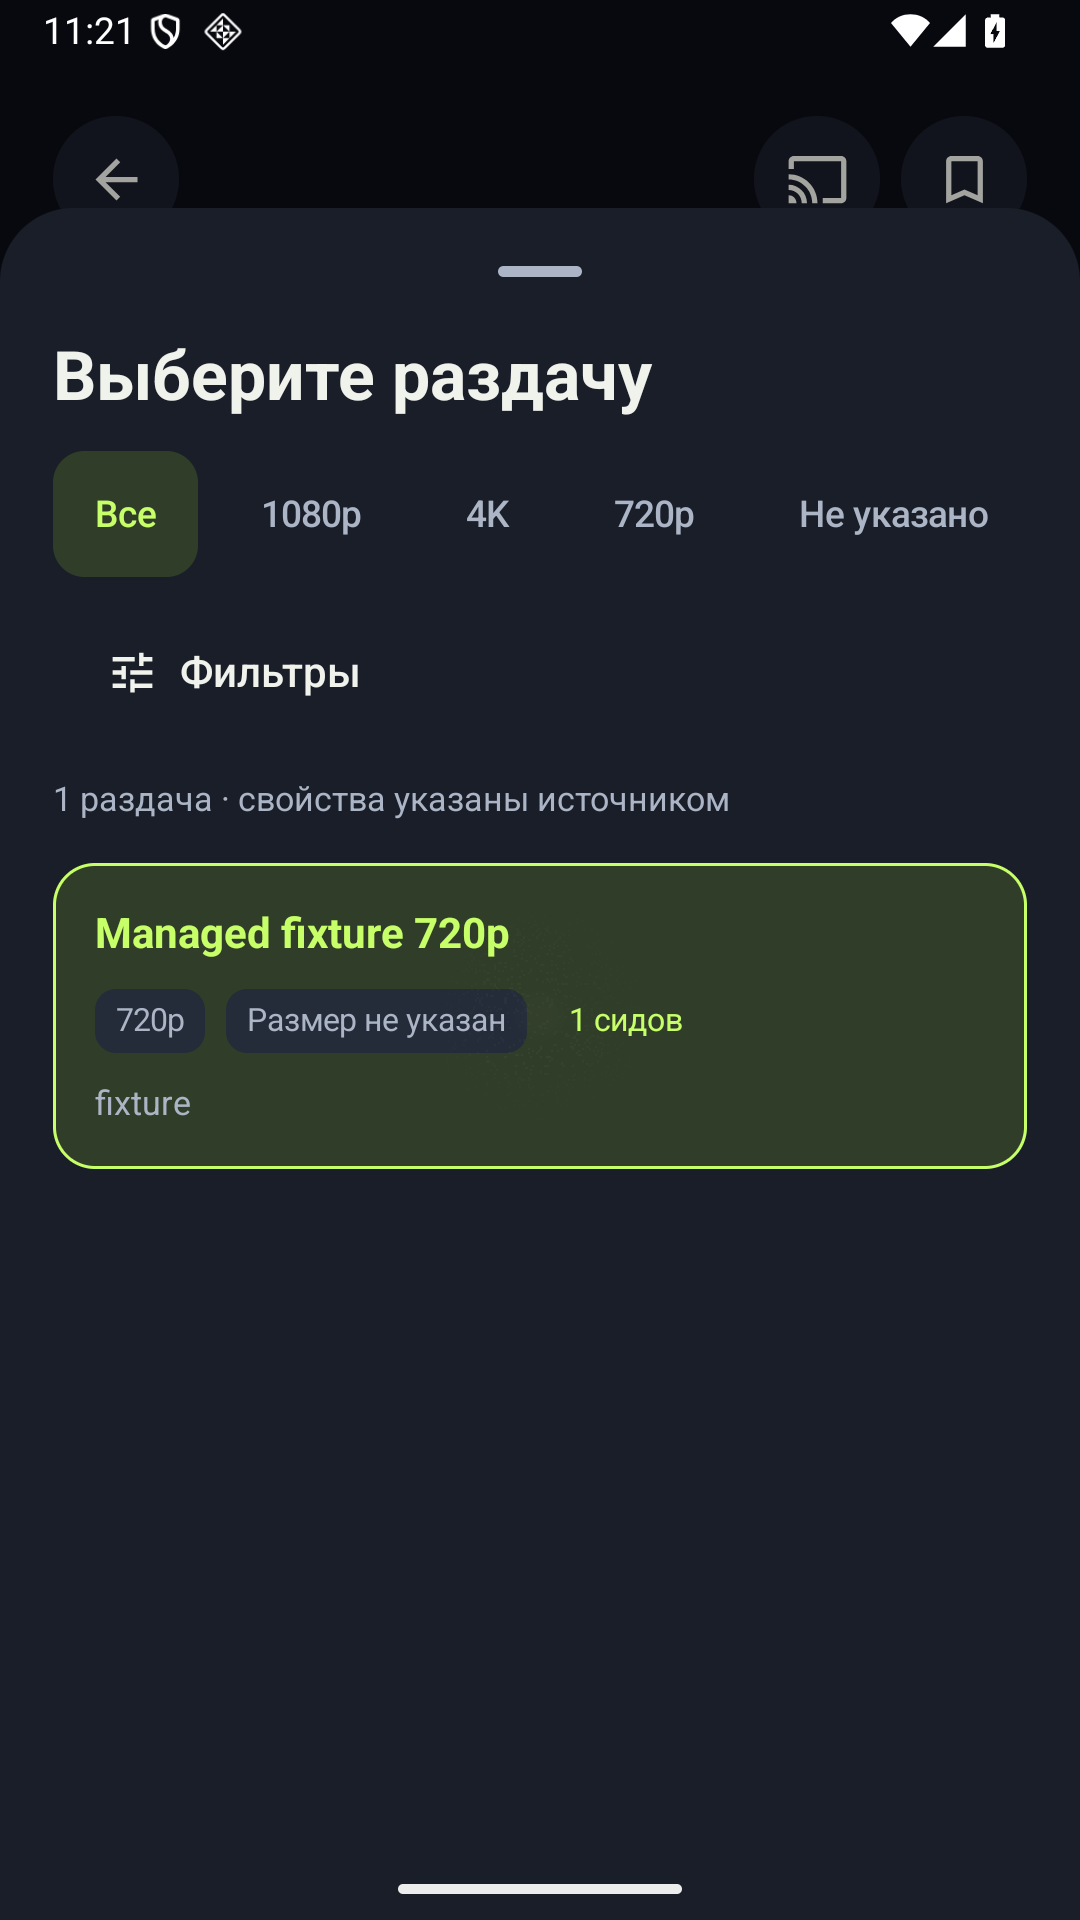 11:21
Выберите раздачу
Все 1080p 4K 720p Не указано
Фильтры
1 раздача · свойства указаны источником
Managed fixture 720p
720p Размер не указан 1 сидов
fixture